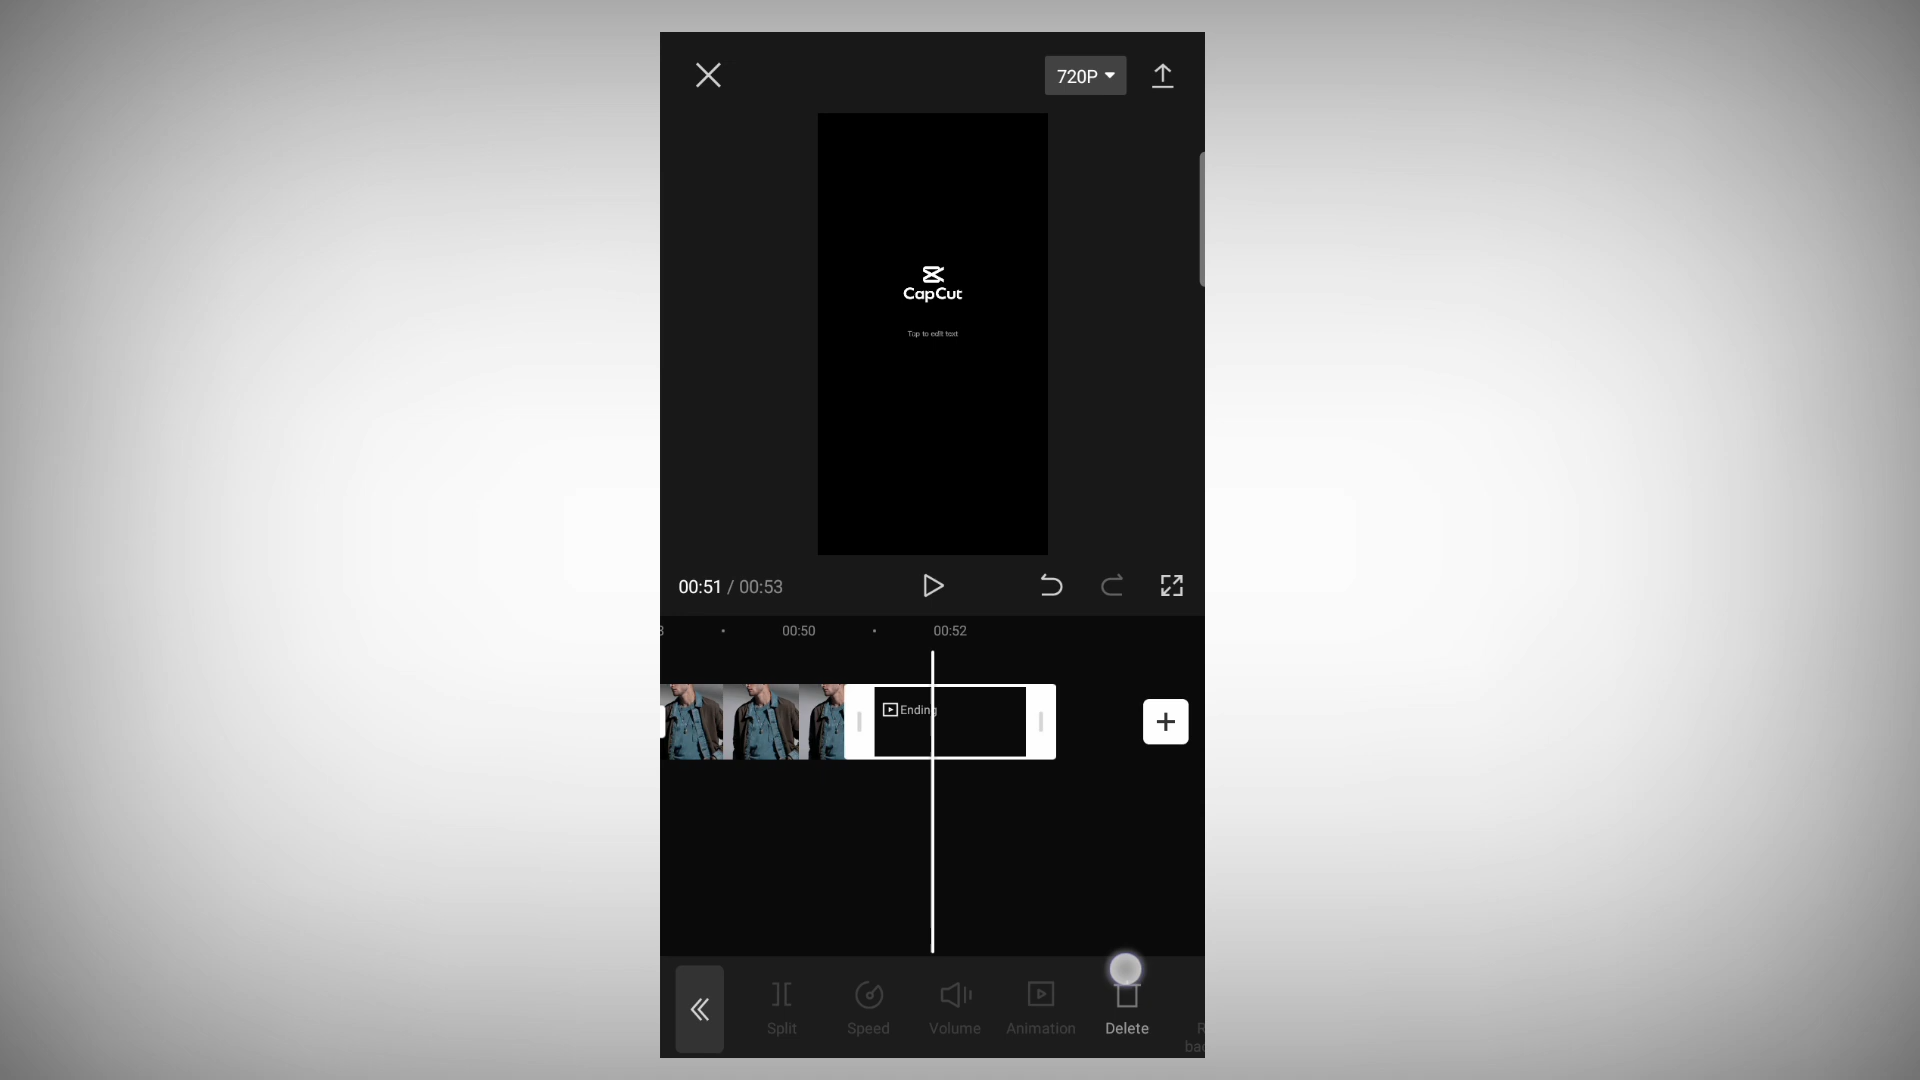 720P
CapCut
Tap to edit text
00:51 / 00:53
00:50
00:52
Ending
Split
Speed
Volume
Animation
Delete